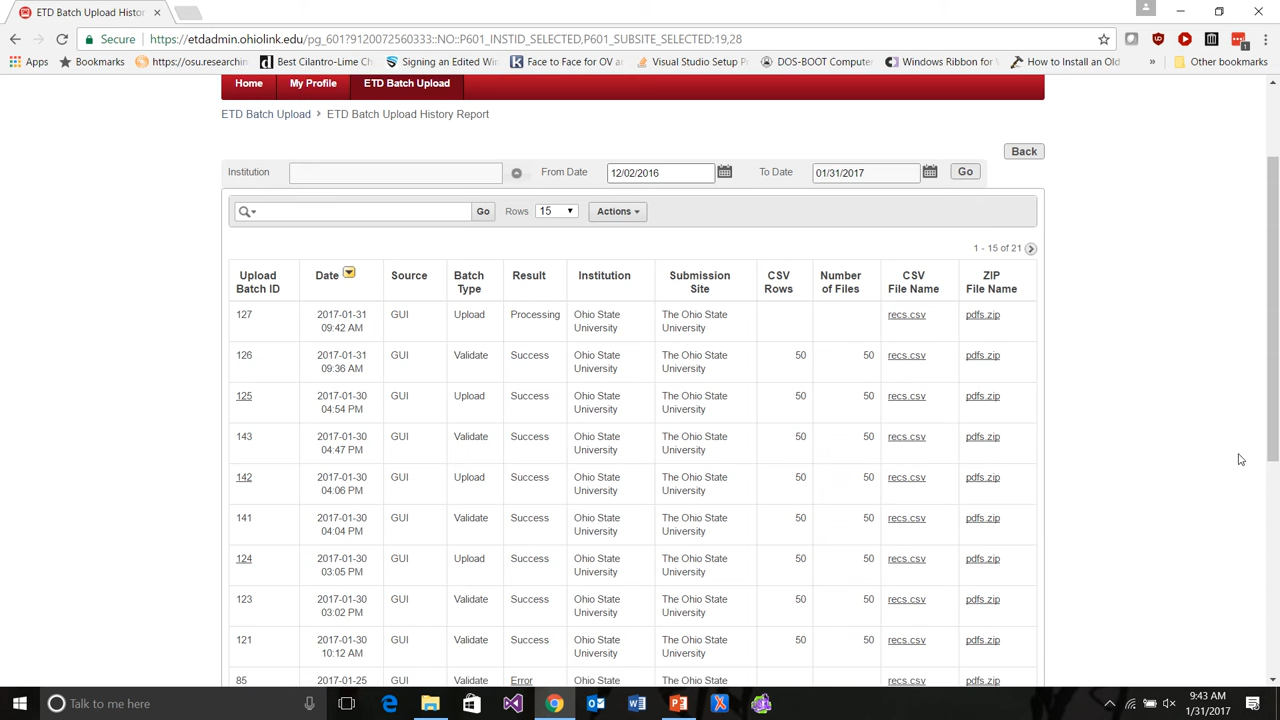 ETD Batch Upload History
Secure
https://etdadmin.ohiolink.edu/pg_601?9120072560333::NO::P601_INSTID_SELECTED,P601_SUBSITE_SELECTED:19,28
Apps Bookmarks https://osu.researchin Best Cilantro-Lime C Signing an Edited Win Face to Face for OV a Visual Studio Setup P DOS-BOOT Computer Windows Ribbon for How to Install an Old » Other bookmarks
Home My Profile ETD Batch Upload
ETD Batch Upload > ETD Batch Upload History Report
Back
Institution From Date 12/02/2016 To Date 01/31/2017 Go
Go Rows 15 Actions
1 - 15 of 21
Upload Batch ID Date Source Batch Type Result Institution Submission Site CSV Rows Number of Files CSV File Name ZIP File Name
127 2017-01-31 09:42 AM GUI Upload Processing Ohio State University The Ohio State University recs.csv pdfs.zip
126 2017-01-31 09:36 AM GUI Validate Success Ohio State University The Ohio State University 50 50 recs.csv pdfs.zip
125 2017-01-30 04:54 PM GUI Upload Success Ohio State University The Ohio State University 50 50 recs.csv pdfs.zip
143 2017-01-30 04:47 PM GUI Validate Success Ohio State University The Ohio State University 50 50 recs.csv pdfs.zip
142 2017-01-30 04:06 PM GUI Upload Success Ohio State University The Ohio State University 50 50 recs.csv pdfs.zip
141 2017-01-30 04:04 PM GUI Validate Success Ohio State University The Ohio State University 50 50 recs.csv pdfs.zip
124 2017-01-30 03:05 PM GUI Upload Success Ohio State University The Ohio State University 50 50 recs.csv pdfs.zip
123 2017-01-30 03:02 PM GUI Validate Success Ohio State University The Ohio State University 50 50 recs.csv pdfs.zip
121 2017-01-30 10:12 AM GUI Validate Success Ohio State University The Ohio State University 50 50 recs.csv pdfs.zip
85 2017-01-25 GUI Validate Error Ohio State The Ohio State recs.csv pdfs.zip
Talk to me here
9:43 AM
1/31/2017